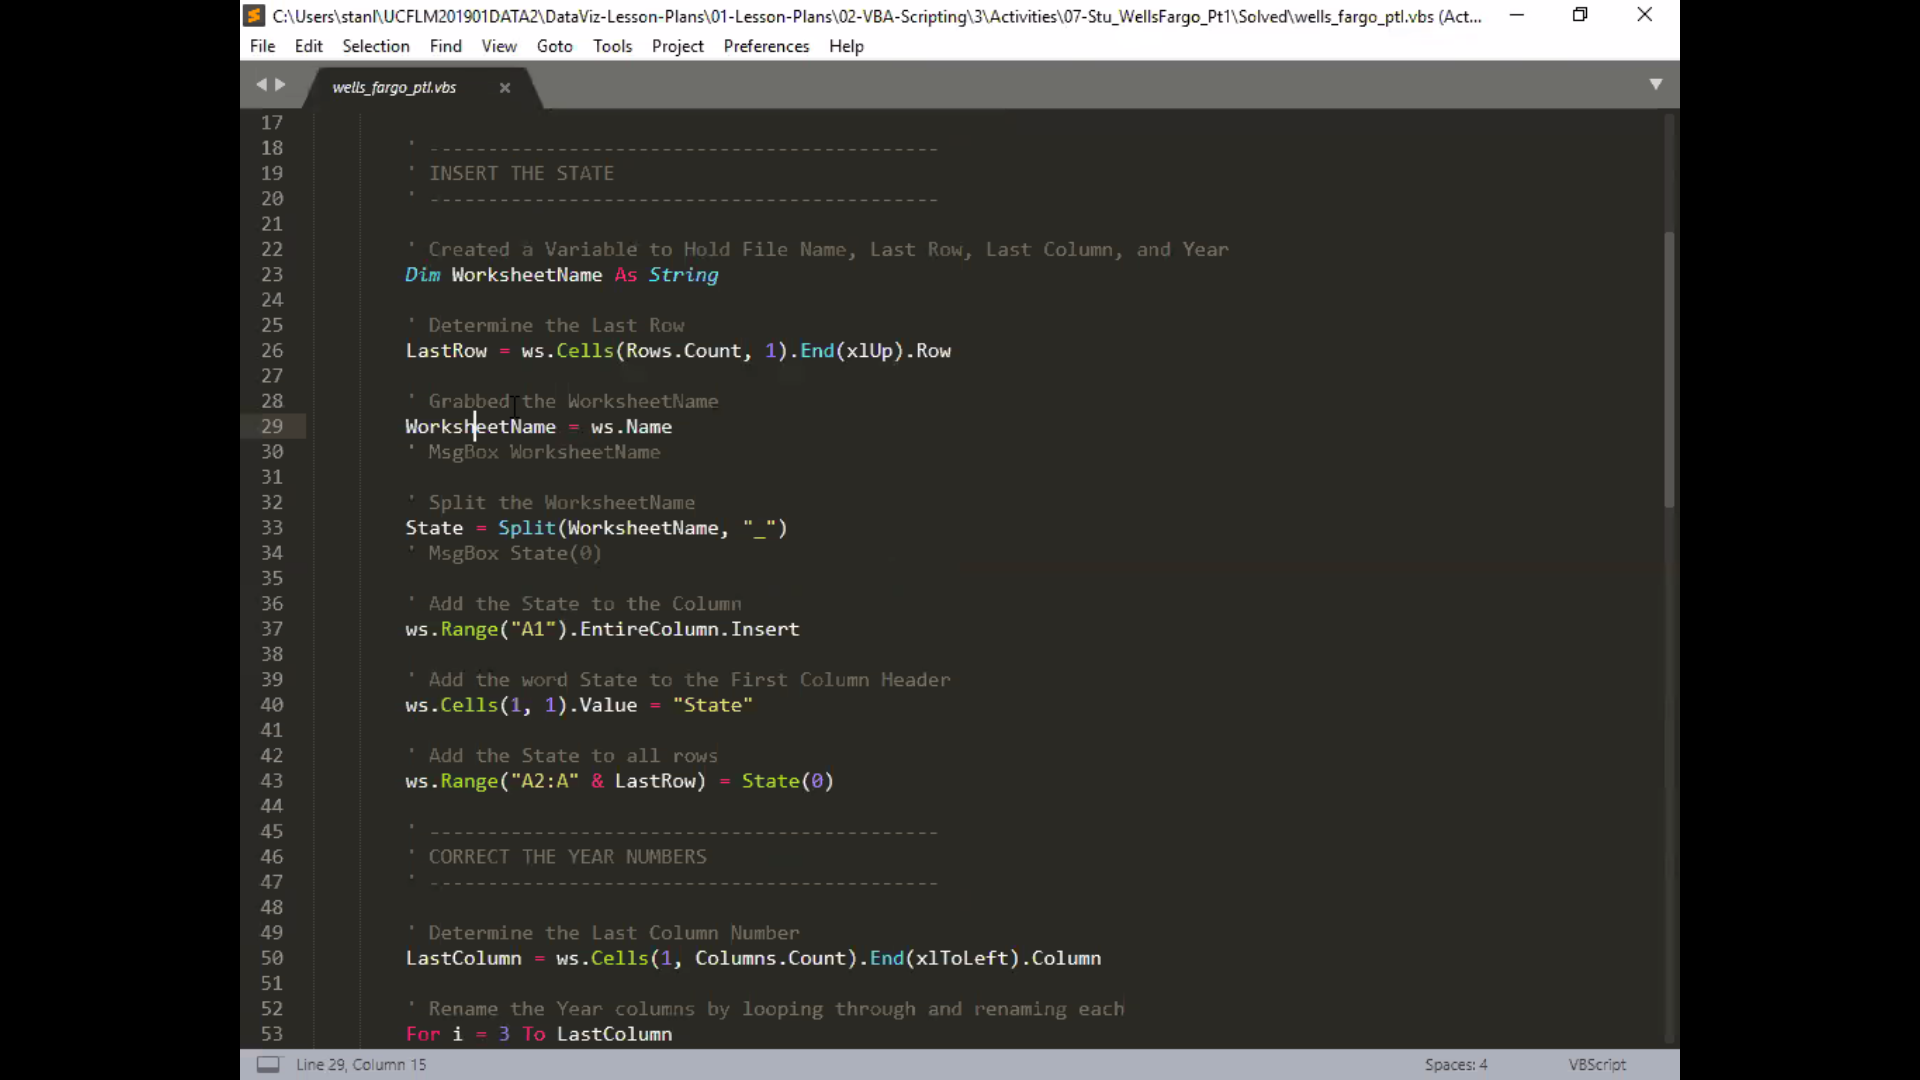 C:\Users\stanl\UCFLM201901DATA2\DataViz-Lesson-Plans\01-Lesson-Plans\02-VBA-Scripting\3\Activities\07-Stu_WellsFargo_Pt1\Solved\wells_fargo_pt1.vbs (Act...
File Edit Selection Find View Goto Tools Project Preferences Help
wells_fargo_pt1.vbs
17
18 ' --------------------------------------------
19 ' INSERT THE STATE
20 ' --------------------------------------------
21
22 ' Created a Variable to Hold File Name, Last Row, Last Column, and Year
23 Dim WorksheetName As String
24
25 ' Determine the Last Row
26 LastRow = ws.Cells(Rows.Count, 1).End(xlUp).Row
27
28 ' Grabbed the WorksheetName
29 WorksheetName = ws.Name
30 ' MsgBox WorksheetName
31
32 ' Split the WorksheetName
33 State = Split(WorksheetName, "_")
34 ' MsgBox State(0)
35
36 ' Add the State to the Column
37 ws.Range("A1").EntireColumn.Insert
38
39 ' Add the word State to the First Column Header
40 ws.Cells(1, 1).Value = "State"
41
42 ' Add the State to all rows
43 ws.Range("A2:A" & LastRow) = State(0)
44
45 ' --------------------------------------------
46 ' CORRECT THE YEAR NUMBERS
47 ' --------------------------------------------
48
49 ' Determine the Last Column Number
50 LastColumn = ws.Cells(1, Columns.Count).End(xlToLeft).Column
51
52 ' Rename the Year columns by looping through and renaming each
53 For i = 3 To LastColumn
Line 29, Column 15 Spaces: 4 VBScript